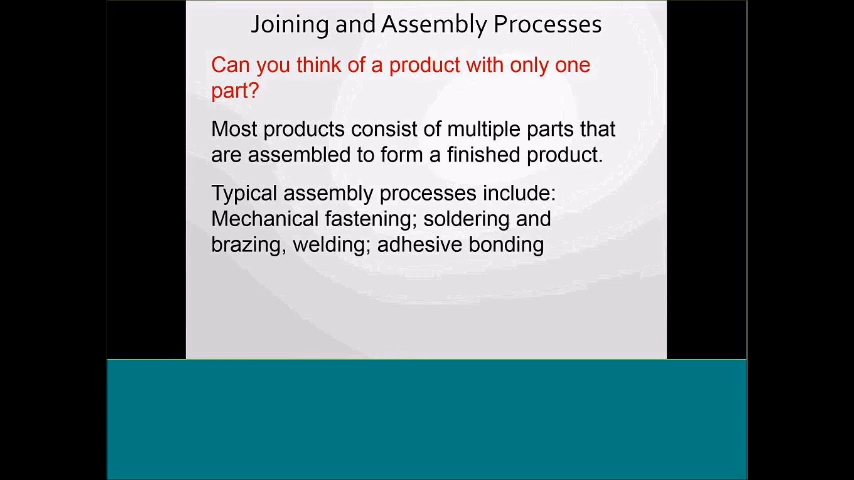 Joining and Assembly Processes
Can you think of a product with only one
part?
Most products consist of multiple parts that
are assembled to form a finished product.
Typical assembly processes include:
Mechanical fastening; soldering and
brazing, welding; adhesive bonding